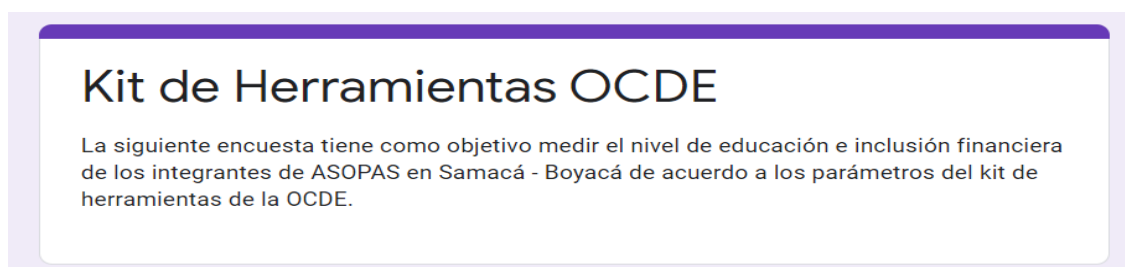 Kit de Herramientas OCDE
La siguiente encuesta tiene como objetivo medir el nivel de educación e inclusión financiera
de los integrantes de ASOPAS en Samacá - Boyacá de acuerdo a los parámetros del kit de
herramientas de la OCDE.